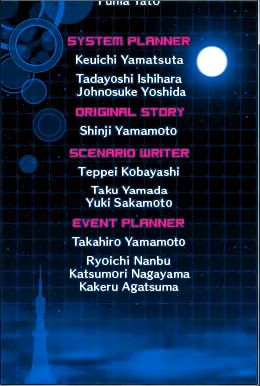 Yato
SYSTEM PLANNER
Keuichi Yamatsuta
Tadayoshi Ishihara
Johnosuke Yoshida
ORIGINAL STORY
Shinji Yamamoto
SCENARIO WRITER
Teppei Kobayashi
Taku Yamada
Yuki Sakamoto
EVENT PLANNER
Takahiro Yamamoto
Ryoichi Nanbu
Katsumori Nagayama
Kakeru Agatsuma